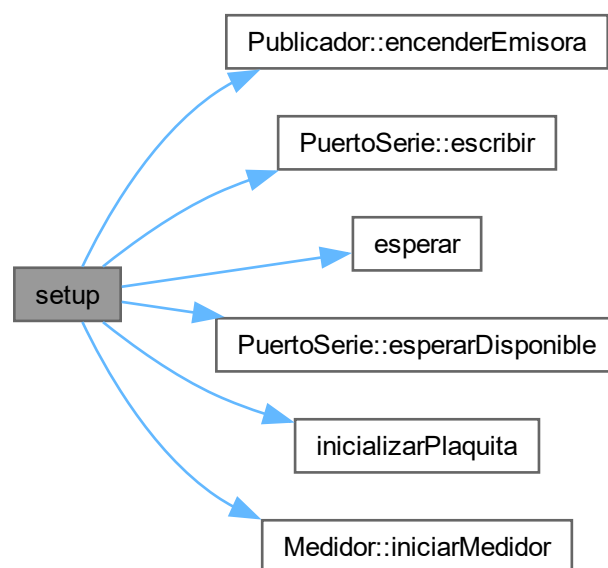 Publicador::encenderEmisora
PuertoSerie::escribir
esperar
setup
PuertoSerie::esperarDisponible
inicializarPlaquita
Medidor::iniciarMedidor